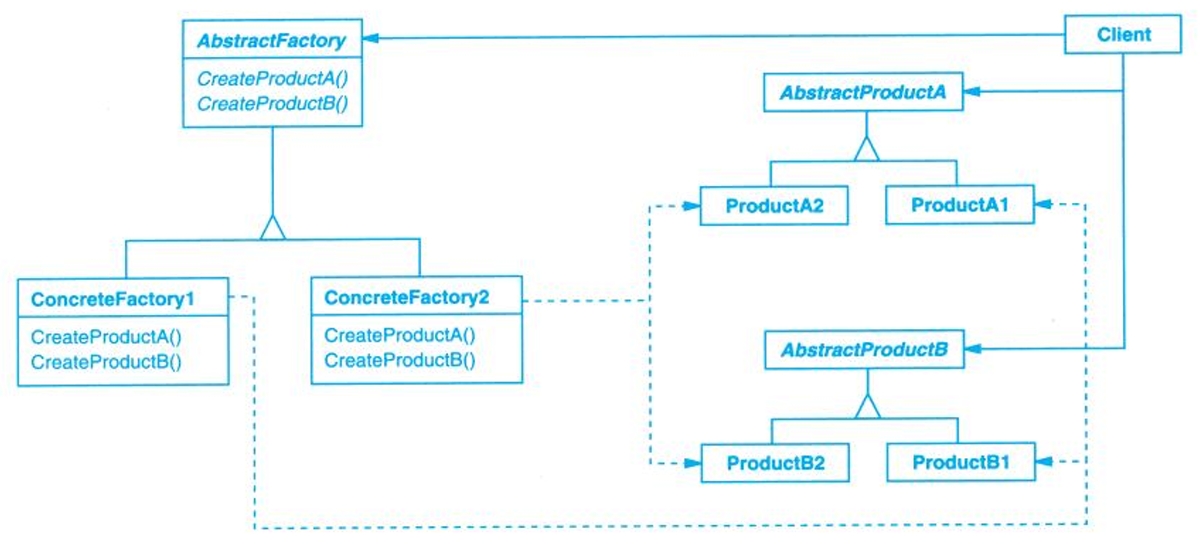 AbstractFactory
CreateProductA()
CreateProductB()
Client
AbstractProductA
ProductA2
ProductA1
ConcreteFactory1
CreateProductA()
CreateProductB()
ConcreteFactory2
CreateProductA()
CreateProductB()
AbstractProductB
ProductB2
ProductB1